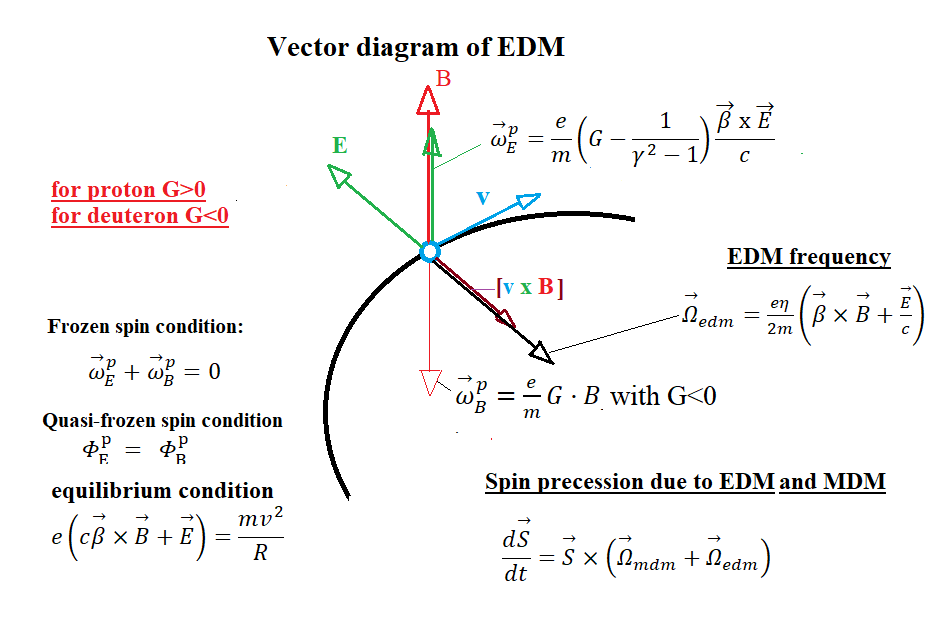 Vector diagram of EDM
B
E
v
ω⃗_E^p = e/m (G − 1/(γ² − 1)) (β⃗ x E⃗)/c
for proton G>0
for deuteron G<0
EDM frequency
[v x B]
Ω⃗_edm = eη/2m (β⃗ × B⃗ + E⃗/c)
Frozen spin condition:
ω⃗_E^p + ω⃗_B^p = 0
ω⃗_B^p = e/m G · B with G<0
Quasi-frozen spin condition
Φ_E^p = Φ_B^p
equilibrium condition
e(cβ⃗ × B⃗ + E⃗) = mv²/R
Spin precession due to EDM and MDM
dS⃗/dt = S⃗ × (Ω⃗_mdm + Ω⃗_edm)